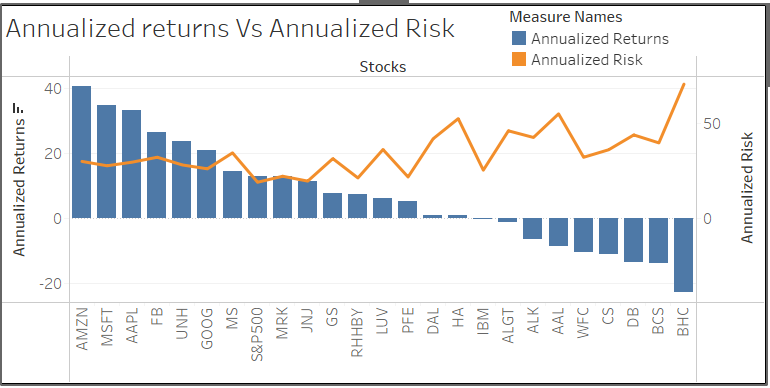 Annualized returns Vs Annualized Risk
Measure Names
Annualized Returns
Annualized Risk
Stocks
Annualized Returns
40
20
0
-20
50
0
Annualized Risk
AMZN
MSFT
AAPL
FB
UNH
GOOG
MS
S&P500
MRK
JNJ
GS
RHHBY
LUV
PFE
DAL
HA
IBM
ALGT
ALK
AAL
WFC
CS
DB
BCS
BHC